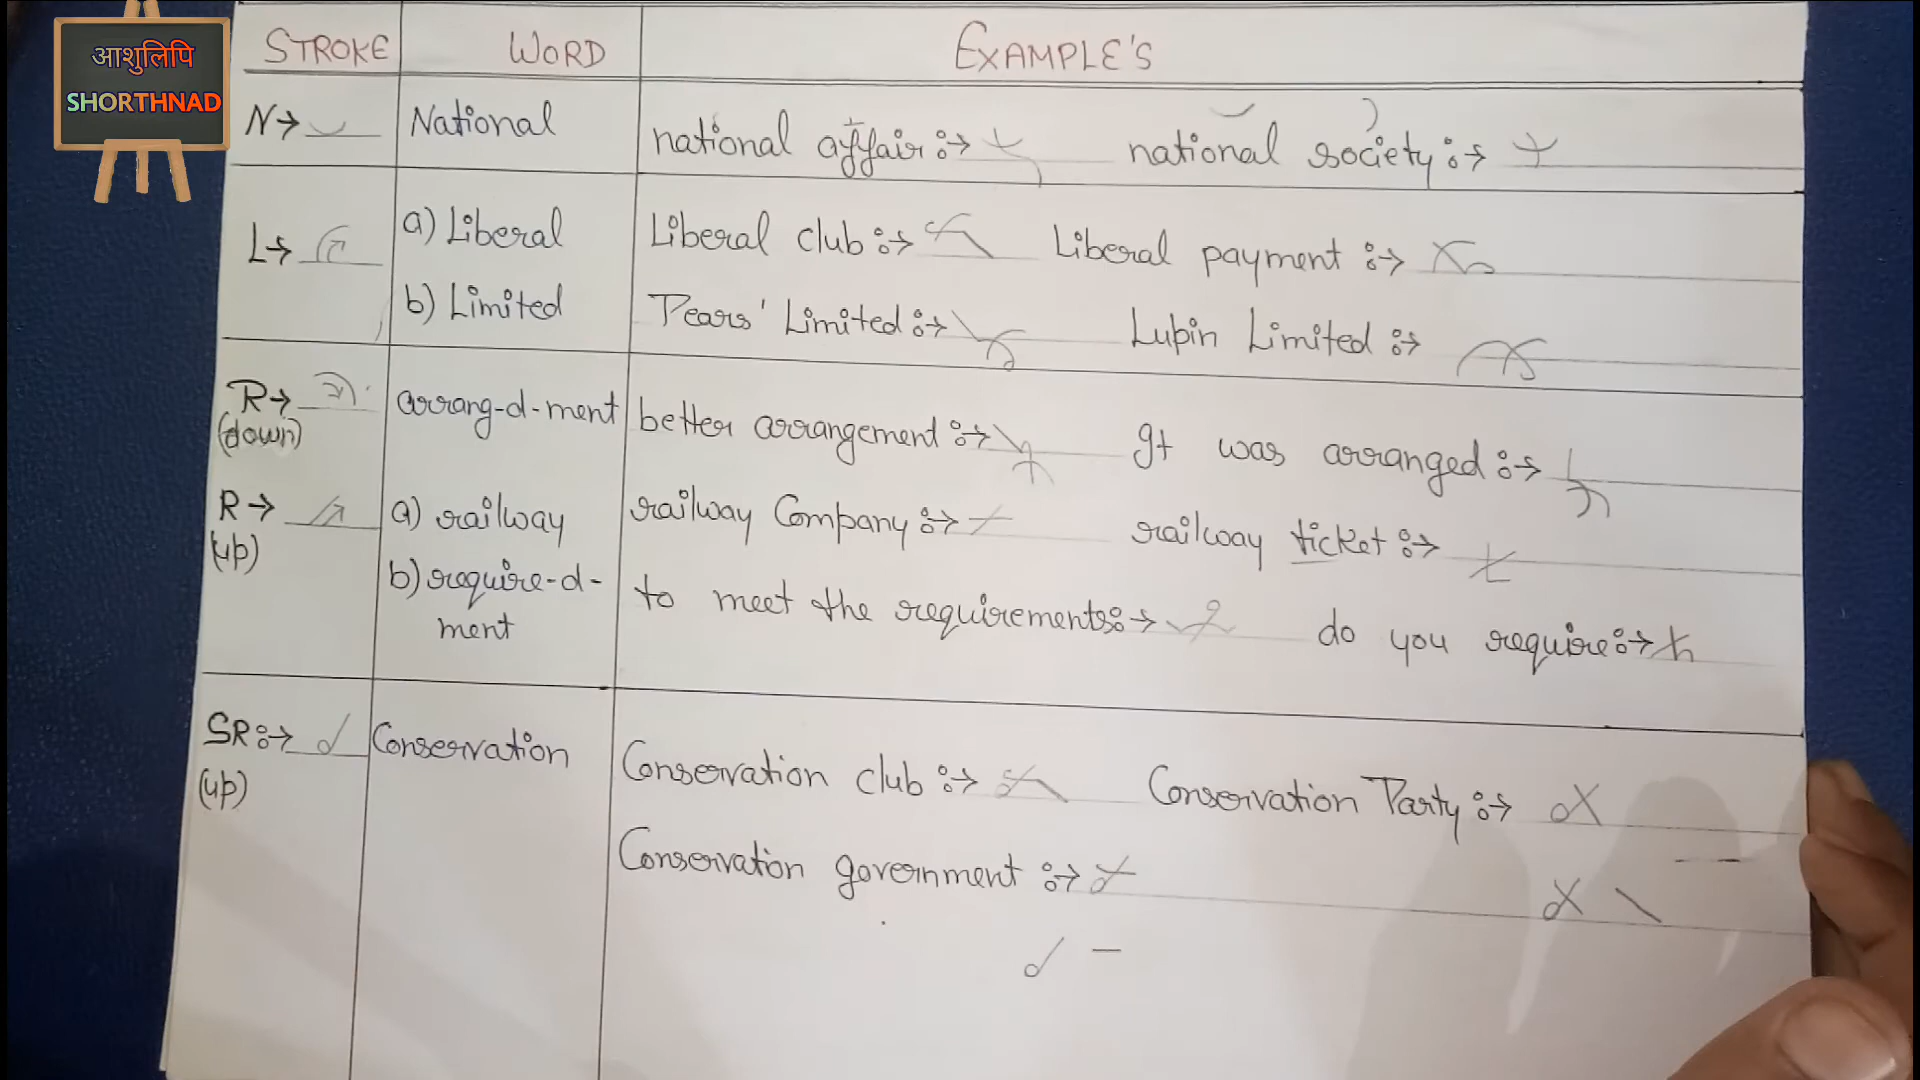 आशुलिपि
SHORTHNAD
STROKE WORD EXAMPLE'S
N→ National national affair :→ national society :→
L→ a) Liberal Liberal club :→ Liberal payment :→
b) Limited Pears' Limited :→ Lupin Limited :→
R→ (down) arrang-d-ment better arrangement :→ It was arranged :→
R→ (up) a) railway railway Company :→ railway ticket :→
b) require-d-
ment to meet the requirements :→ do you require :→
SR :→ (up) Conservation Conservation club :→ Conservation Party :→
Conservation government :→